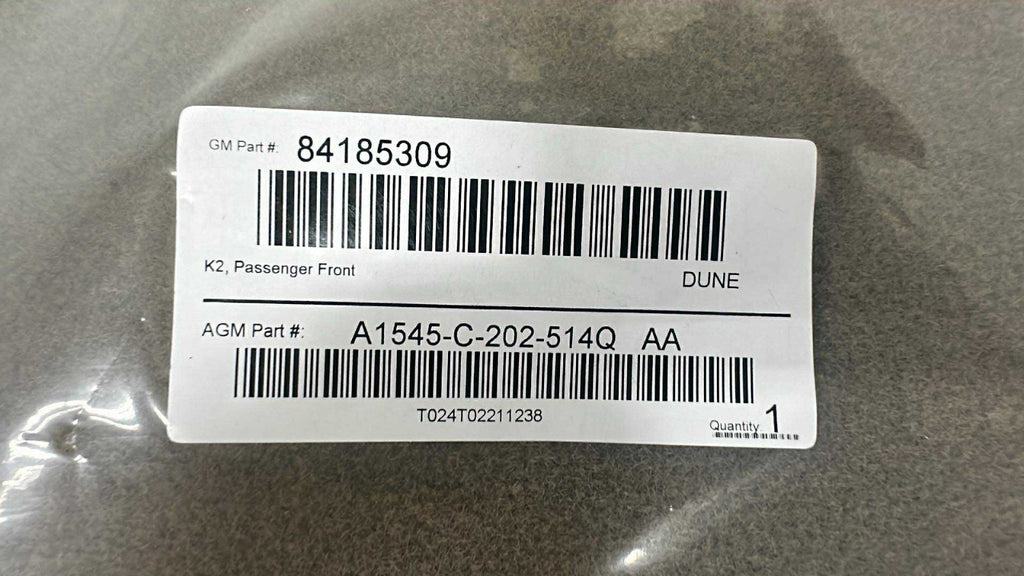 GM Part #: 84185309
K2, Passenger Front DUNE
AGM Part #: A1545-C-202-514Q AA
T024T02211238
Quantity 1